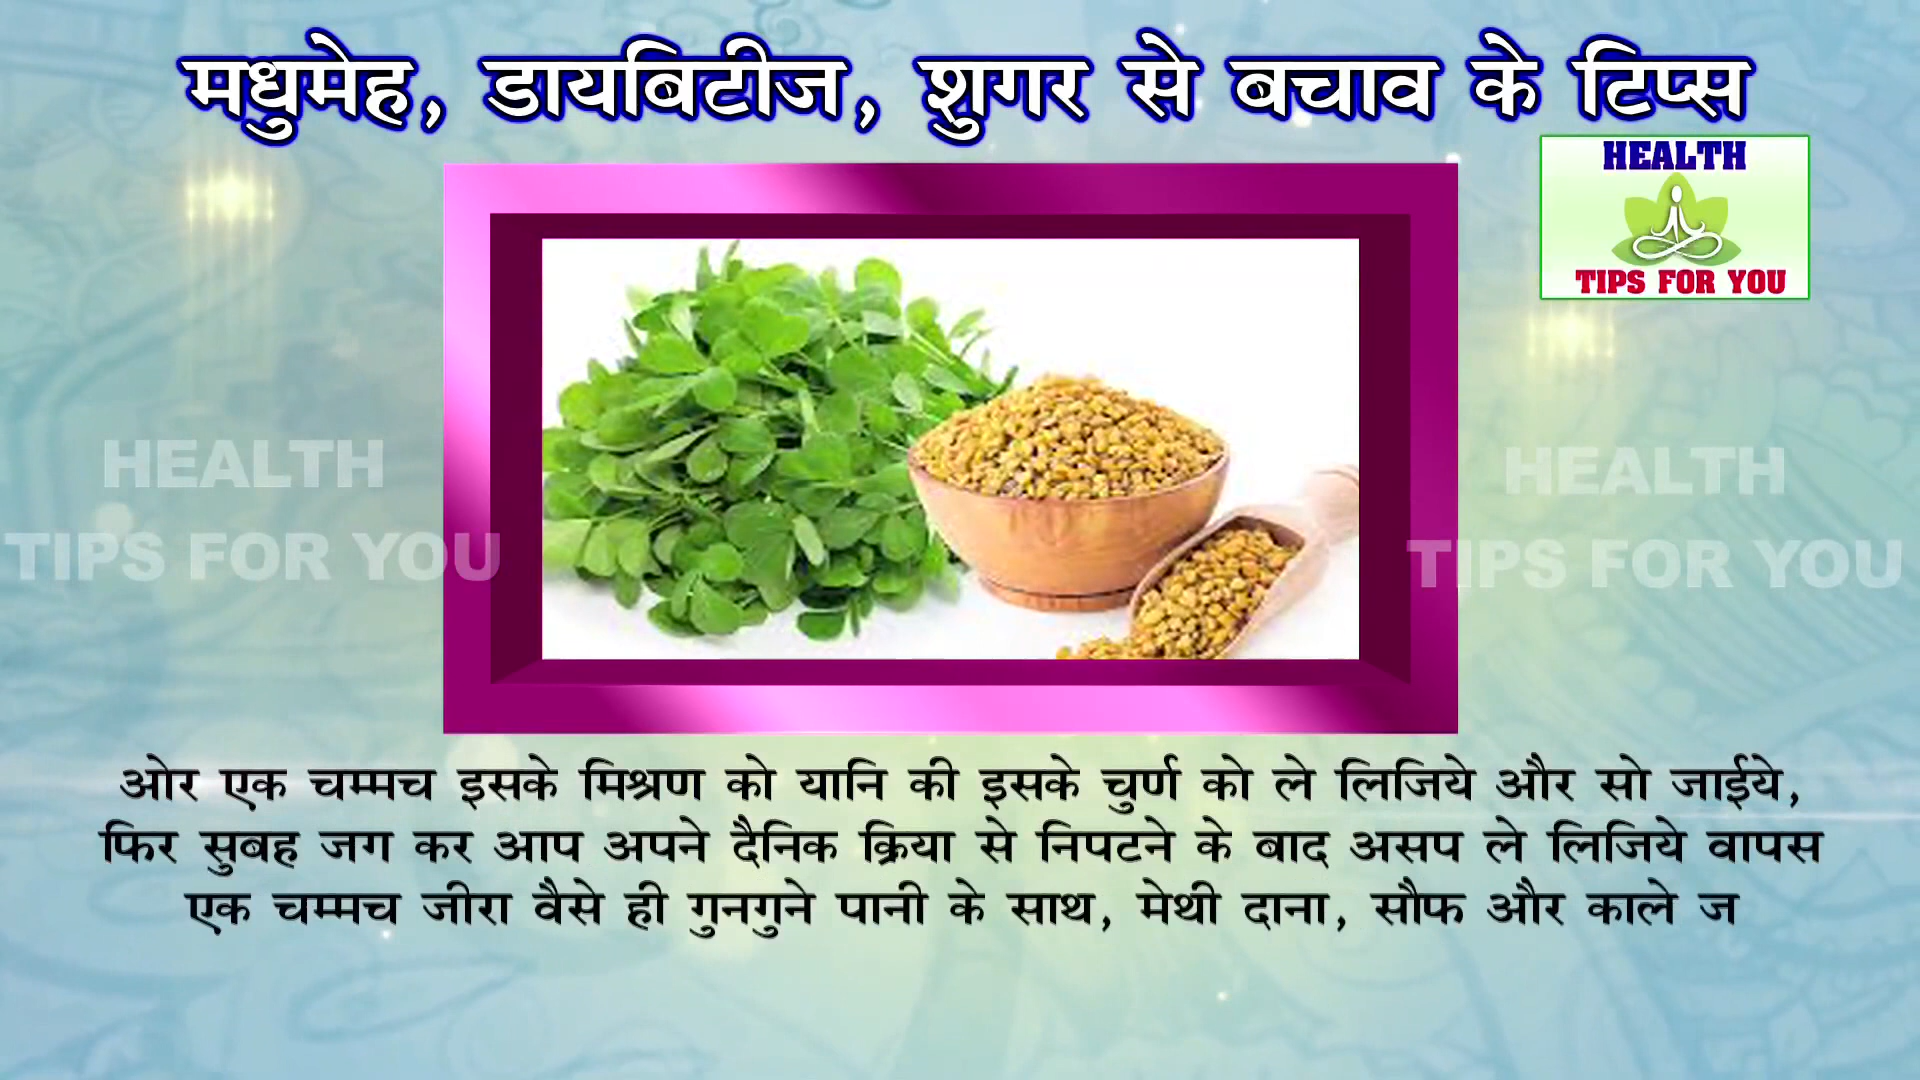 मधुमेह, डायबिटीज, शुगर से बचाव के टिप्स
HEALTH
TIPS FOR YOU
HEALTH
TIPS FOR YOU
HEALTH
TIPS FOR YOU
ओर एक चम्मच इसके मिश्रण को यानि की इसके चुर्ण को ले लिजिये और सो जाईये,
फिर सुबह जग कर आप अपने दैनिक क्रिया से निपटने के बाद असप ले लिजिये वापस
एक चम्मच जीरा वैसे ही गुनगुने पानी के साथ, मेथी दाना, सौफ और काले ज